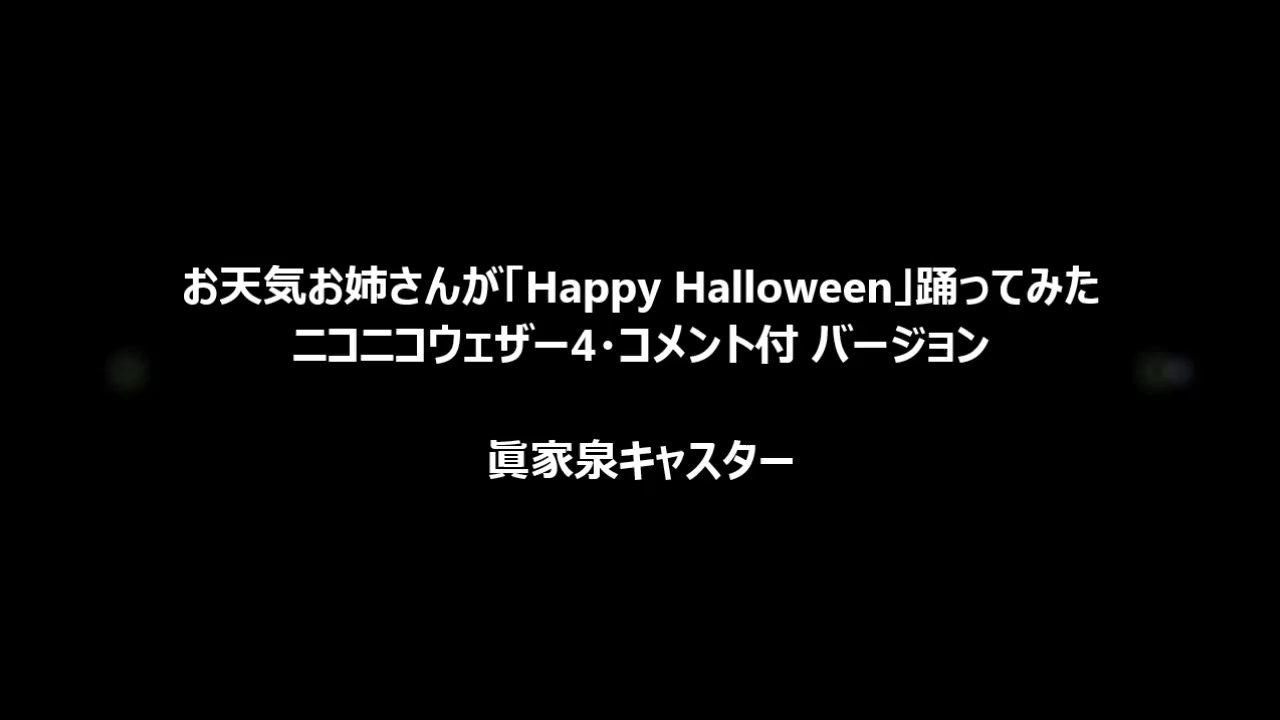 お天気お姉さんが「Happy Halloween」踊ってみた
ニコニコウェザー4・コメント付 バージョン
眞家泉キャスター